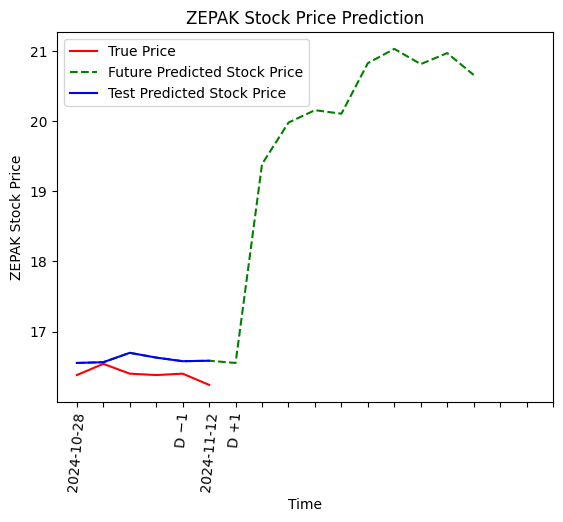 ZEPAK Stock Price Prediction
True Price
Future Predicted Stock Price
Test Predicted Stock Price
ZEPAK Stock Price
21
20
19
18
17
2024-10-28
D −1
2024-11-12
D +1
Time